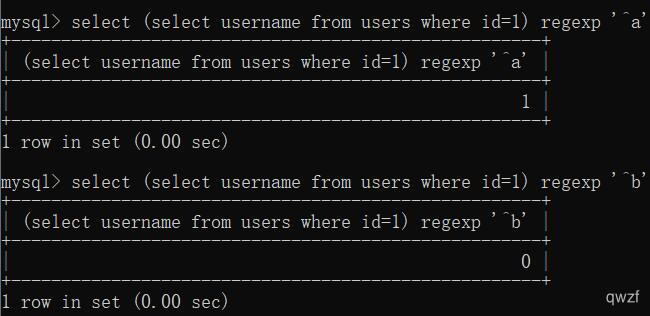 mysql> select (select username from users where id=1) regexp '^a'
+------------------------------------------------------+
| (select username from users where id=1) regexp '^a' |
+------------------------------------------------------+
| 1 |
+------------------------------------------------------+
1 row in set (0.00 sec)
mysql> select (select username from users where id=1) regexp '^b'
+------------------------------------------------------+
| (select username from users where id=1) regexp '^b' |
+------------------------------------------------------+
| 0 |
+------------------------------------------------------+
1 row in set (0.00 sec)
qwzf